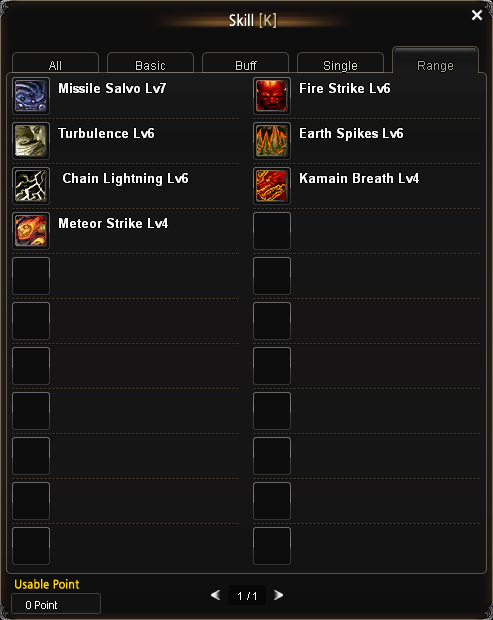 Skill [K]
All Basic Buff Single Range
Missile Salvo Lv7 Fire Strike Lv6
Turbulence Lv6 Earth Spikes Lv6
Chain Lightning Lv6 Kamain Breath Lv4
Meteor Strike Lv4
Usable Point
0 Point 1 / 1